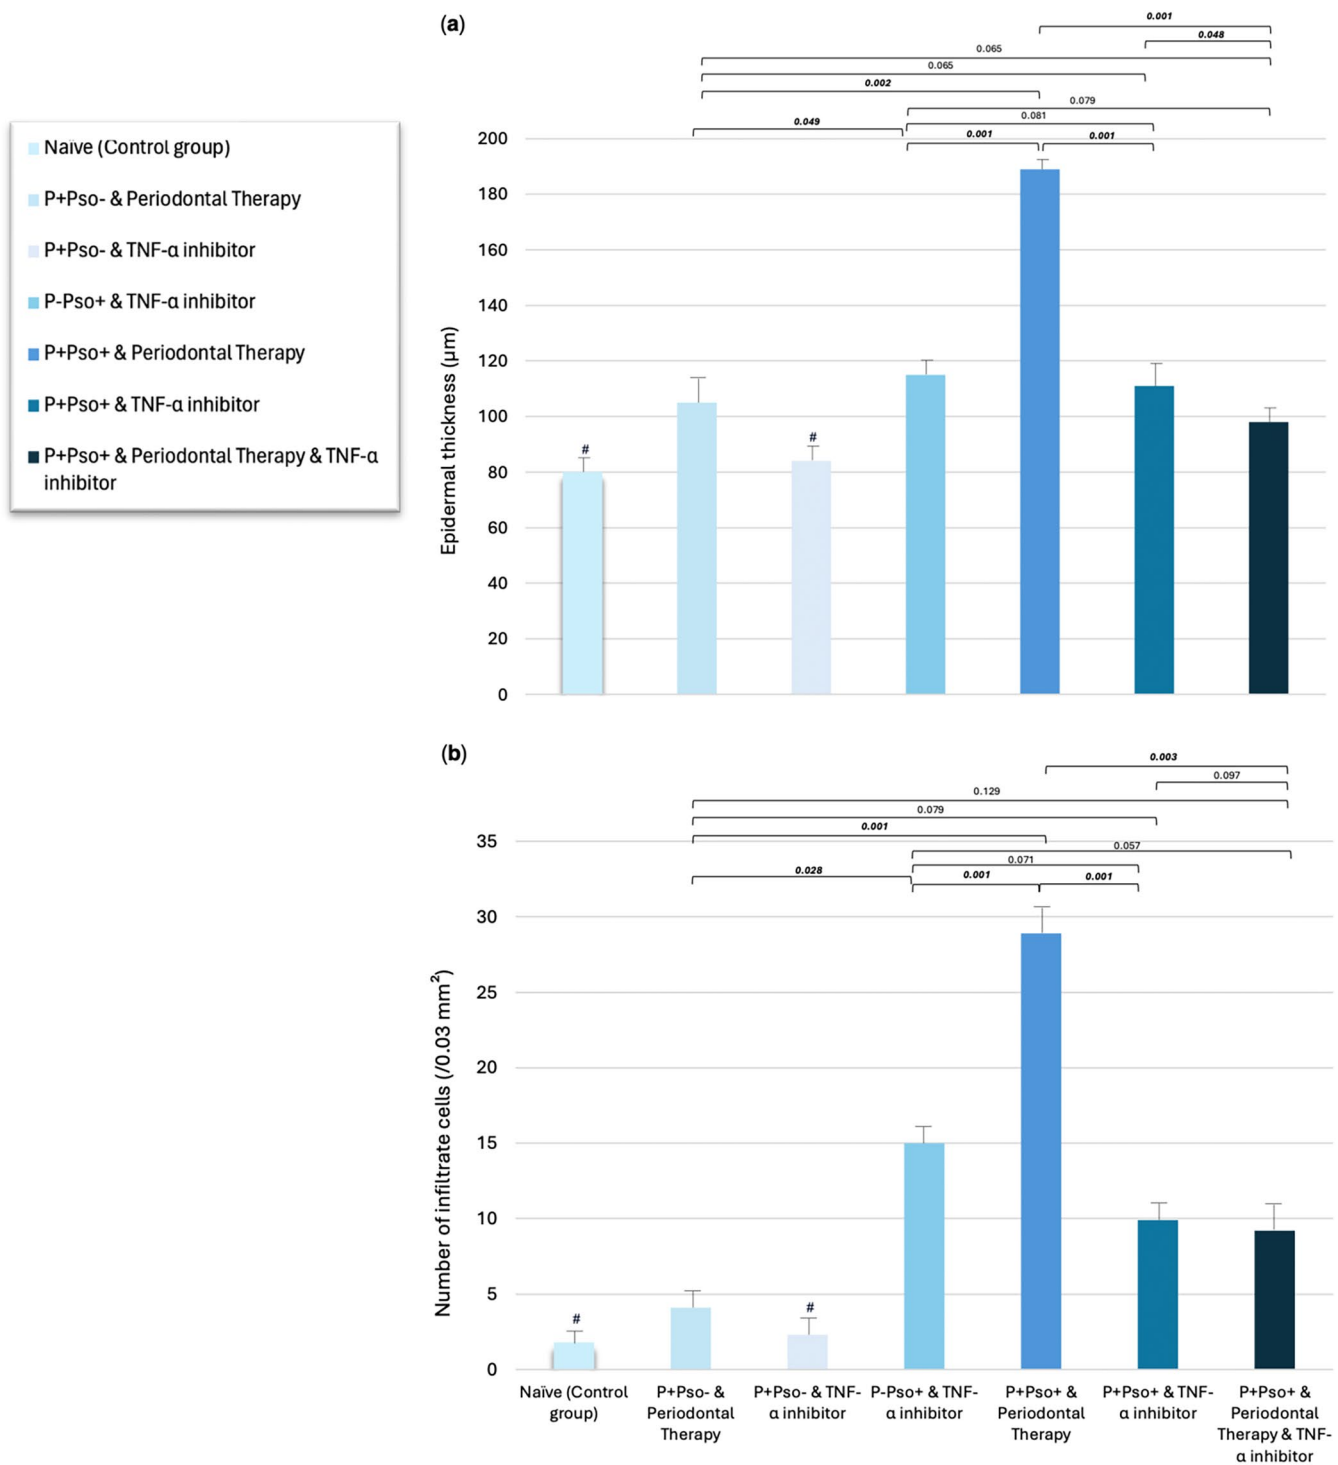 (a)
0.001
0.048
0.065
0.065
0.002
0.079
0.081
0.049
0.001
0.001
Naïve (Control group)
P+Pso- & Periodontal Therapy
P+Pso- & TNF-α inhibitor
P-Pso+ & TNF-α inhibitor
P+Pso+ & Periodontal Therapy
P+Pso+ & TNF-α inhibitor
P+Pso+ & Periodontal Therapy & TNF-α
inhibitor
Epidermal thickness (µm)
200
180
160
140
120
100
80
60
40
20
0
#
#
(b)
0.003
0.097
0.129
0.079
0.001
0.057
0.071
0.028
0.001
0.001
Number of infiltrate cells (/0.03 mm²)
35
30
25
20
15
10
5
0
#
#
Naïve (Control
group)
P+Pso- &
Periodontal
Therapy
P+Pso- & TNF-
α inhibitor
P-Pso+ & TNF-
α inhibitor
P+Pso+ &
Periodontal
Therapy
P+Pso+ & TNF-
α inhibitor
P+Pso+ &
Periodontal
Therapy & TNF-
α inhibitor